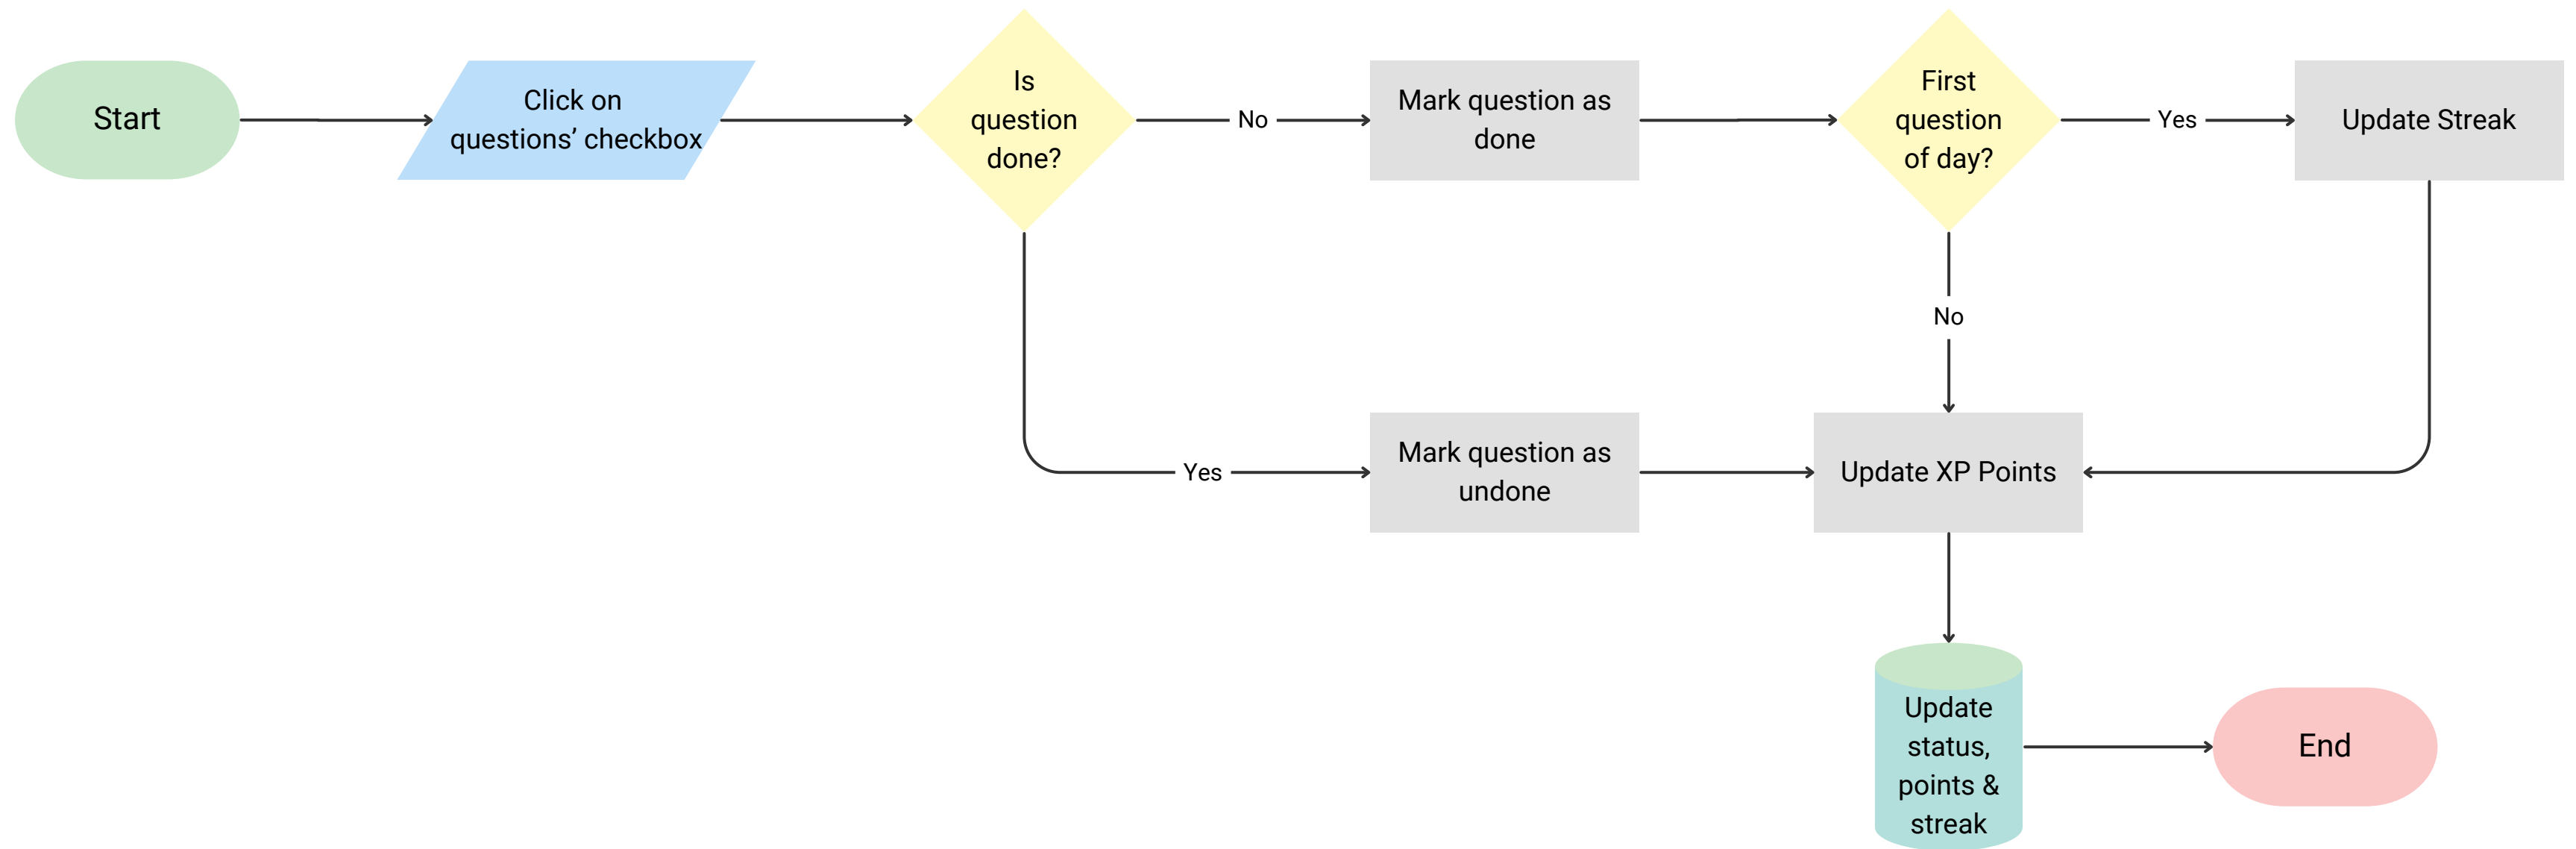 Start
Click on
questions’ checkbox
Is
question
done?
No
Mark question as
done
First
question
of day?
Yes
Update Streak
No
Yes
Mark question as
undone
Update XP Points
Update
status,
points &
streak
End